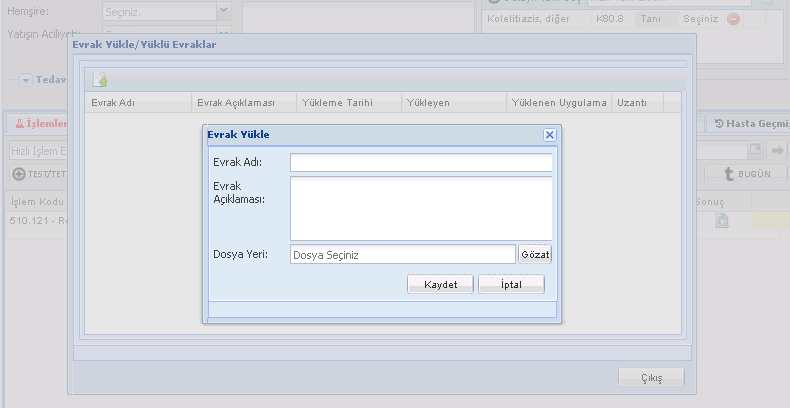 Hemşire:
Seçiniz.
Yatışın Aciliyeti:
Kolelitiazis, diğer K80.8 Tanı Seçiniz
Evrak Yükle/Yüklü Evraklar
Tedav
Evrak Adı Evrak Açıklaması Yükleme Tarihi Yükleyen Yüklenen Uygulama Uzantı
İşlemler
Hasta Geçmiş
Evrak Yükle
Hızlı İşlem E
Evrak Adı:
TEST/TET
BUGÜN
Evrak
Açıklaması:
İşlem Kodu
Sonuç
510.121 - R
Dosya Yeri:
Dosya Seçiniz
Gözat
Kaydet
İptal
Çıkış